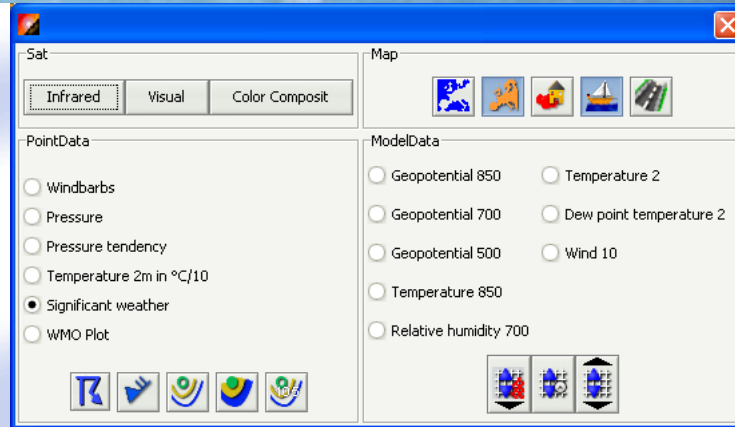 Sat
Infrared Visual Color Composit
Map
PointData
Windbarbs
Pressure
Pressure tendency
Temperature 2m in °C/10
Significant weather
WMO Plot
ModelData
Geopotential 850
Geopotential 700
Geopotential 500
Temperature 850
Relative humidity 700
Temperature 2
Dew point temperature 2
Wind 10